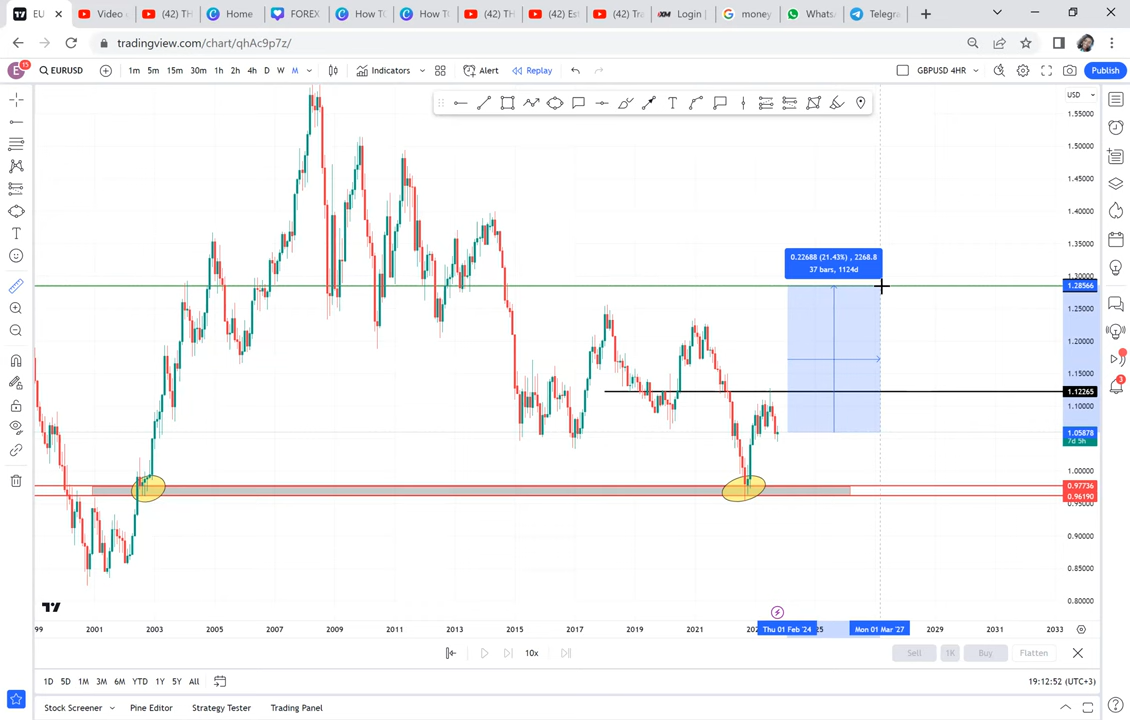 EU
Video
(42) TH
Home
FOREX
How TO
How TO
(42) TH
(42) Est
(42) Tra
XM Login
money
Whats
Telegra
tradingview.com/chart/qhAc9p7z/
E 15 EURUSD 1m 5m 15m 30m 1h 2h 4h D W M Indicators Alert Replay GBPUSD 4HR Publish
USD
1.55000
1.50000
1.45000
1.40000
1.35000
0.22688 (21.43%) , 2268.8
37 bars, 1124d
1.30000
1.28566
1.25000
1.20000
1.15000
1.12265
1.10000
1.05878
7d 5h
1.00000
0.97736
0.96190
0.90000
0.85000
0.80000
3
99 2001 2003 2005 2007 2009 2011 2013 2015 2017 2019 2021 Thu 01 Feb '24 Mon 01 Mar '27 2029 2031 2033
10x Sell 1K Buy Flatten
1D 5D 1M 3M 6M YTD 1Y 5Y All 19:12:52 (UTC+3)
Stock Screener Pine Editor Strategy Tester Trading Panel